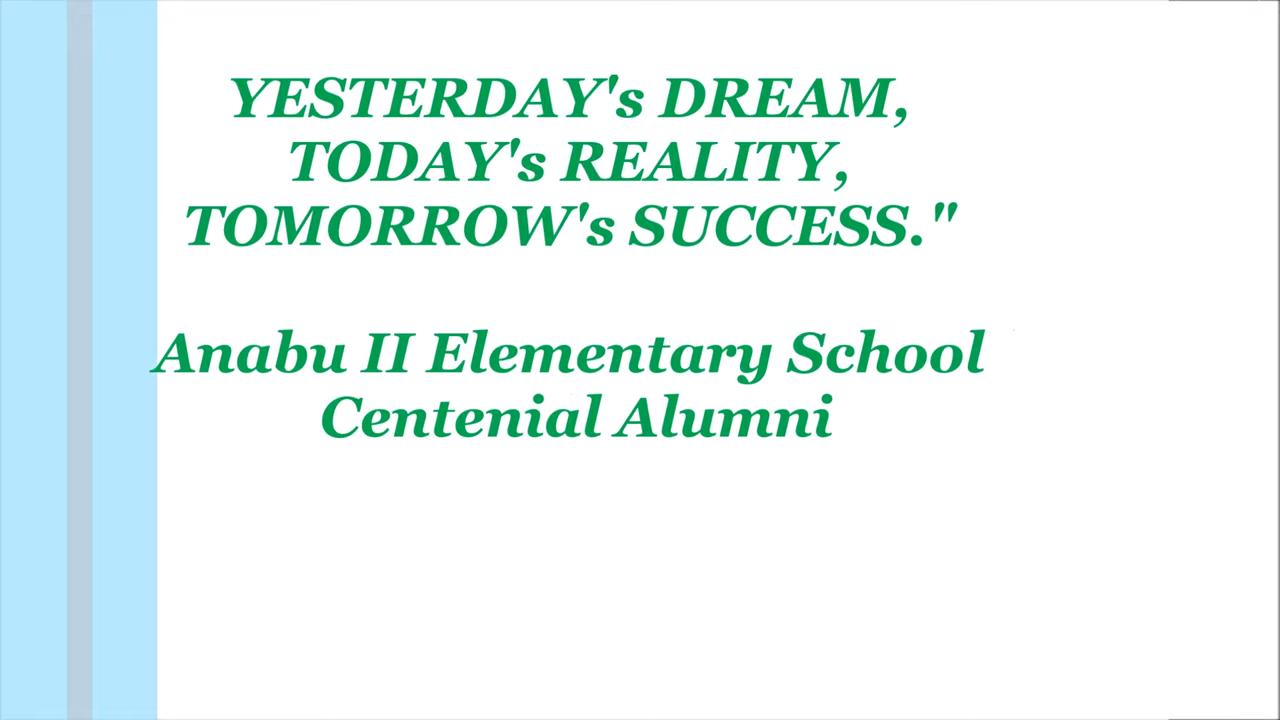 YESTERDAY's DREAM,
TODAY's REALITY,
TOMORROW's SUCCESS."
Anabu II Elementary School
Centenial Alumni